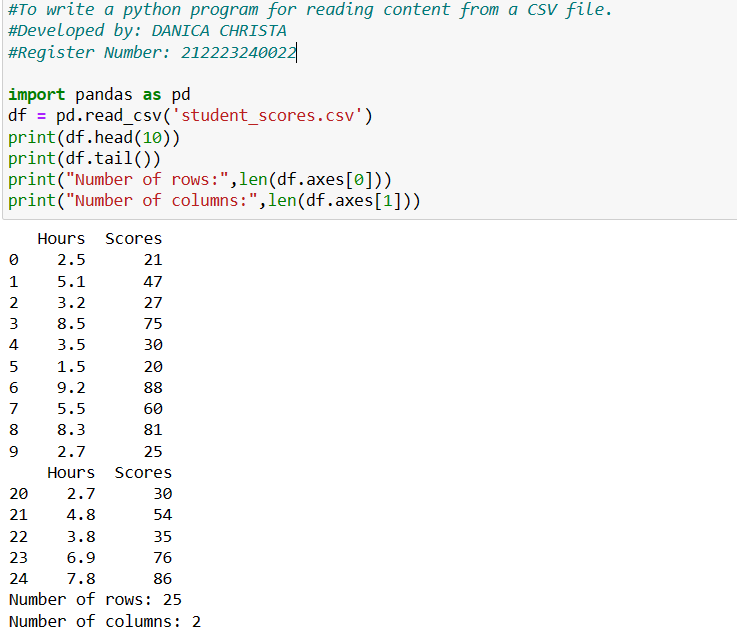 #To write a python program for reading content from a CSV file.
#Developed by: DANICA CHRISTA
#Register Number: 212223240022
import pandas as pd
df = pd.read_csv('student_scores.csv')
print(df.head(10))
print(df.tail())
print("Number of rows:",len(df.axes[0]))
print("Number of columns:",len(df.axes[1]))
   Hours  Scores
0    2.5      21
1    5.1      47
2    3.2      27
3    8.5      75
4    3.5      30
5    1.5      20
6    9.2      88
7    5.5      60
8    8.3      81
9    2.7      25
    Hours  Scores
20    2.7      30
21    4.8      54
22    3.8      35
23    6.9      76
24    7.8      86
Number of rows: 25
Number of columns: 2